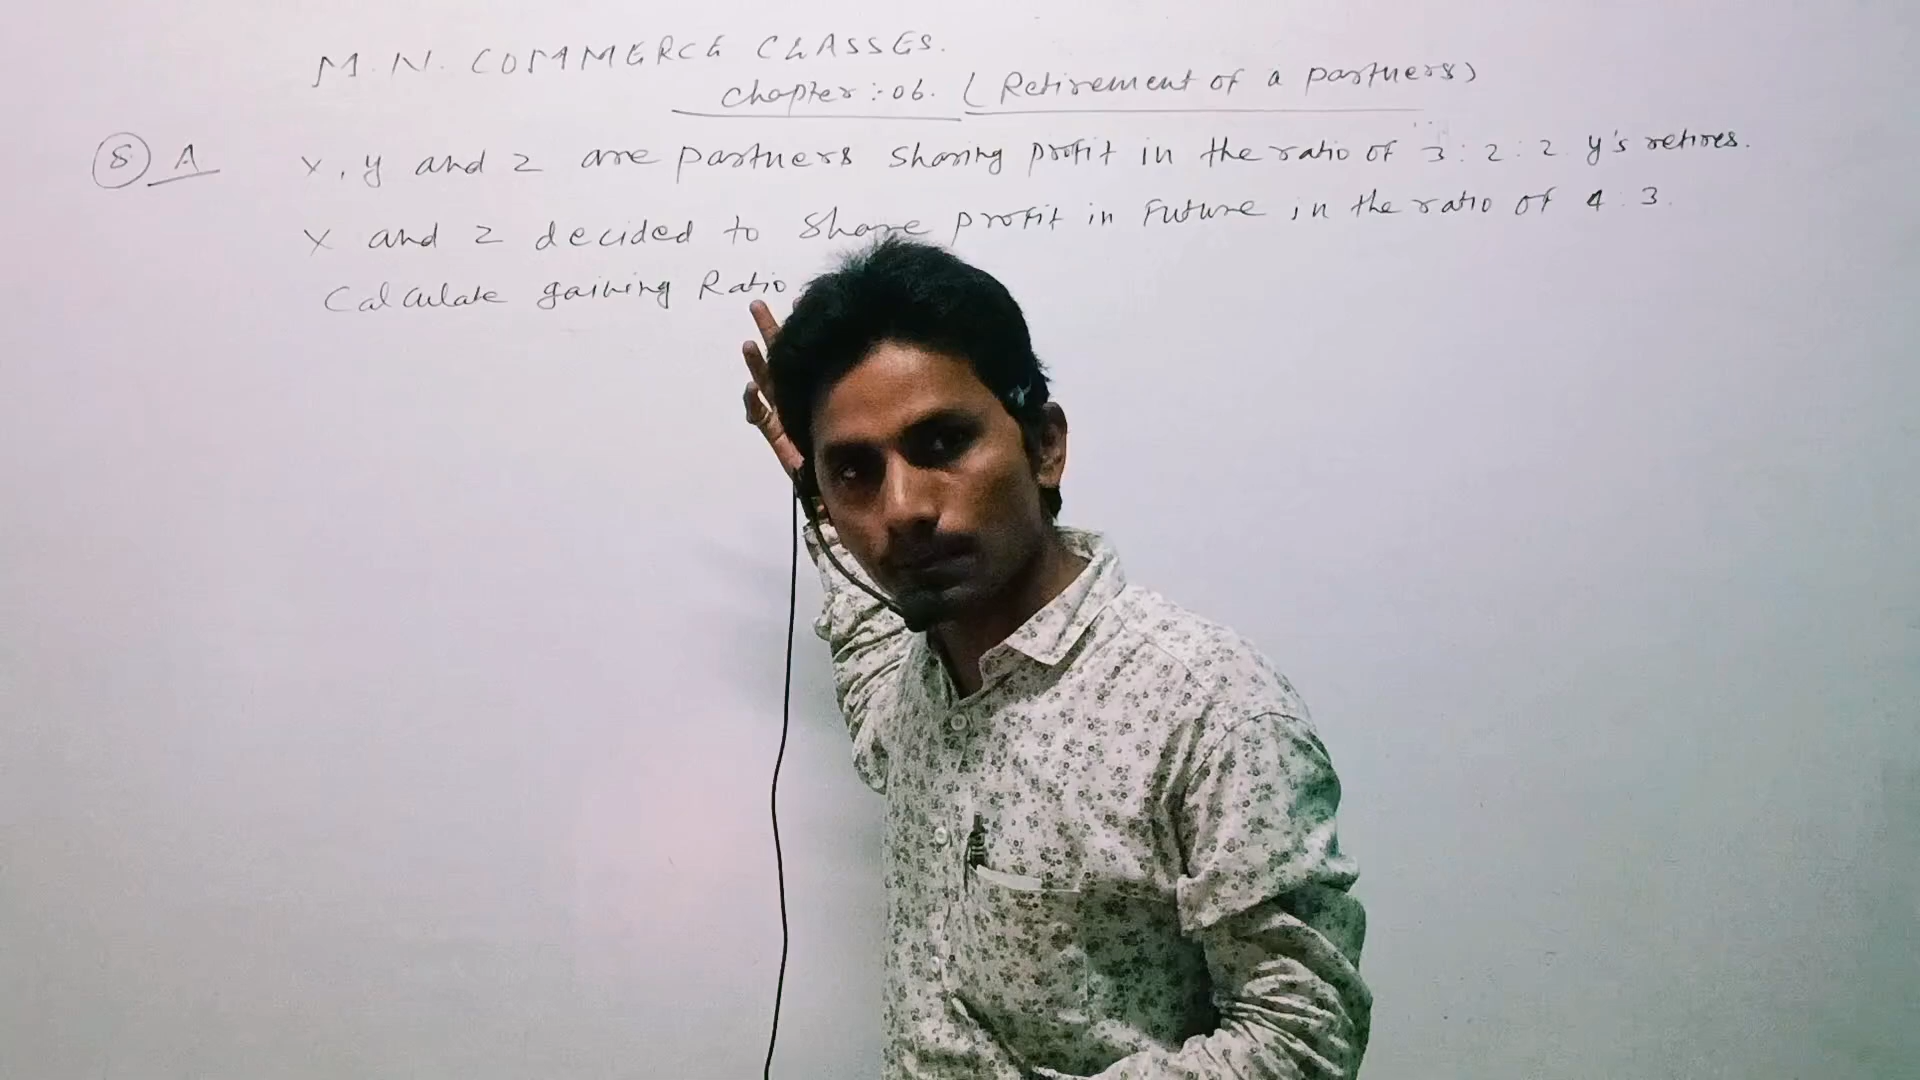 M. N. COMMERCE CLASSES.
Chapter :- 06. (Retirement of a partners)
8 A X, y and z are partners sharing profit in the ratio of 3 : 2 : 2 y's retires.
X and z decided to share profit in Future in the ratio of 4 : 3.
Calculate gaining Ratio.